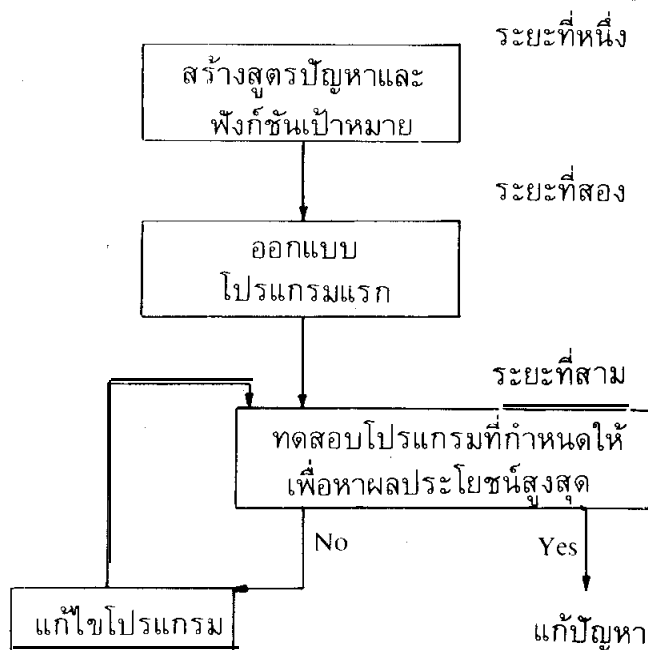 ระยะที่หนึ่ง
สร้างสูตรปัญหาและ
ฟังก์ชันเป้าหมาย
ระยะที่สอง
ออกแบบ
โปรแกรมแรก
ระยะที่สาม
ทดสอบโปรแกรมที่กำหนดให้
เพื่อหาผลประโยชน์สูงสุด
No
Yes
แก้ไขโปรแกรม
แก้ปัญหา